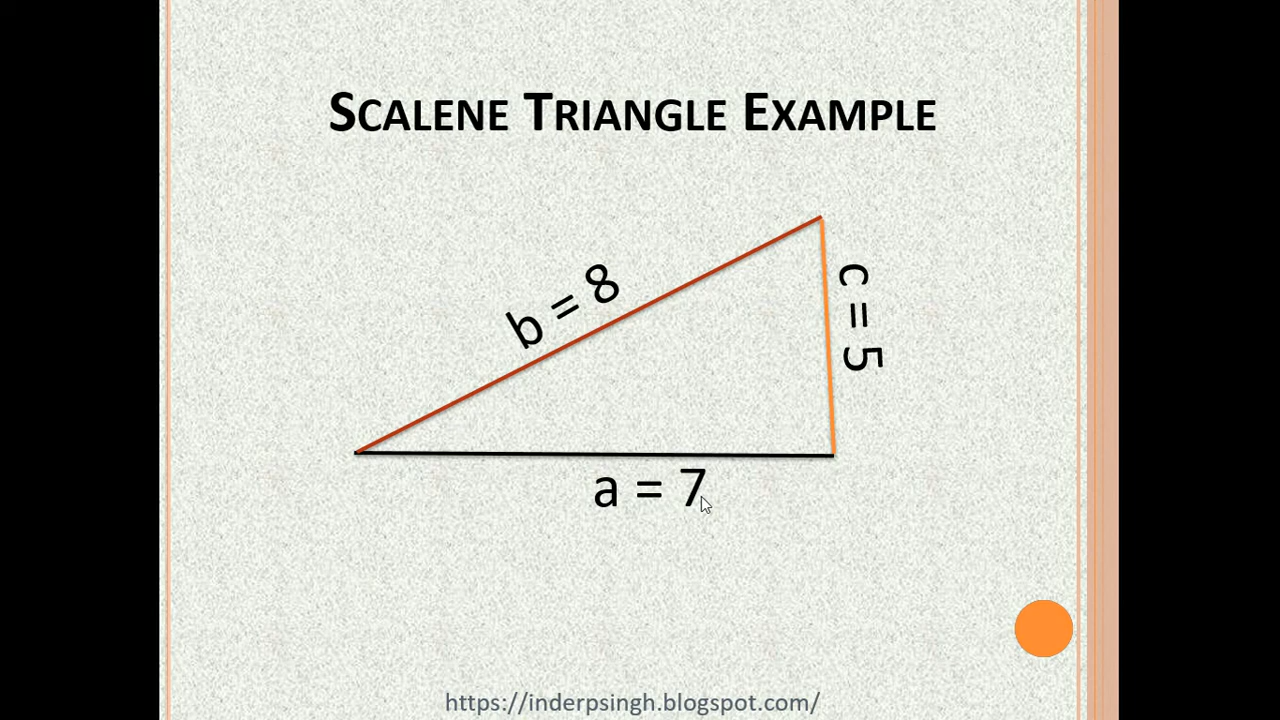 SCALENE TRIANGLE EXAMPLE
b = 8
c = 5
a = 7
https://inderpsingh.blogspot.com/